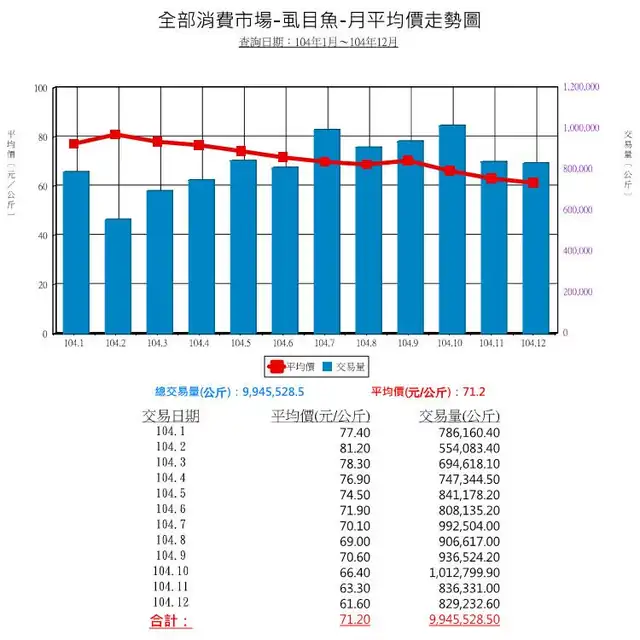 全部消費市場-虱目魚-月平均價走勢圖
查詢日期：104年1月～104年12月
平均價（元／公斤）
交易量（公斤）
100
80
60
40
20
0
1,200,000
1,000,000
800,000
600,000
400,000
200,000
0
104.1 104.2 104.3 104.4 104.5 104.6 104.7 104.8 104.9 104.10 104.11 104.12
平均價 交易量
總交易量(公斤)：9,945,528.5 平均價(元/公斤)：71.2
交易日期 平均價(元/公斤) 交易量(公斤)
104.1 77.40 786,160.40
104.2 81.20 554,083.40
104.3 78.30 694,618.10
104.4 76.90 747,344.50
104.5 74.50 841,178.20
104.6 71.90 808,135.20
104.7 70.10 992,504.00
104.8 69.00 906,617.00
104.9 70.60 936,524.20
104.10 66.40 1,012,799.90
104.11 63.30 836,331.00
104.12 61.60 829,232.60
合計： 71.20 9,945,528.50